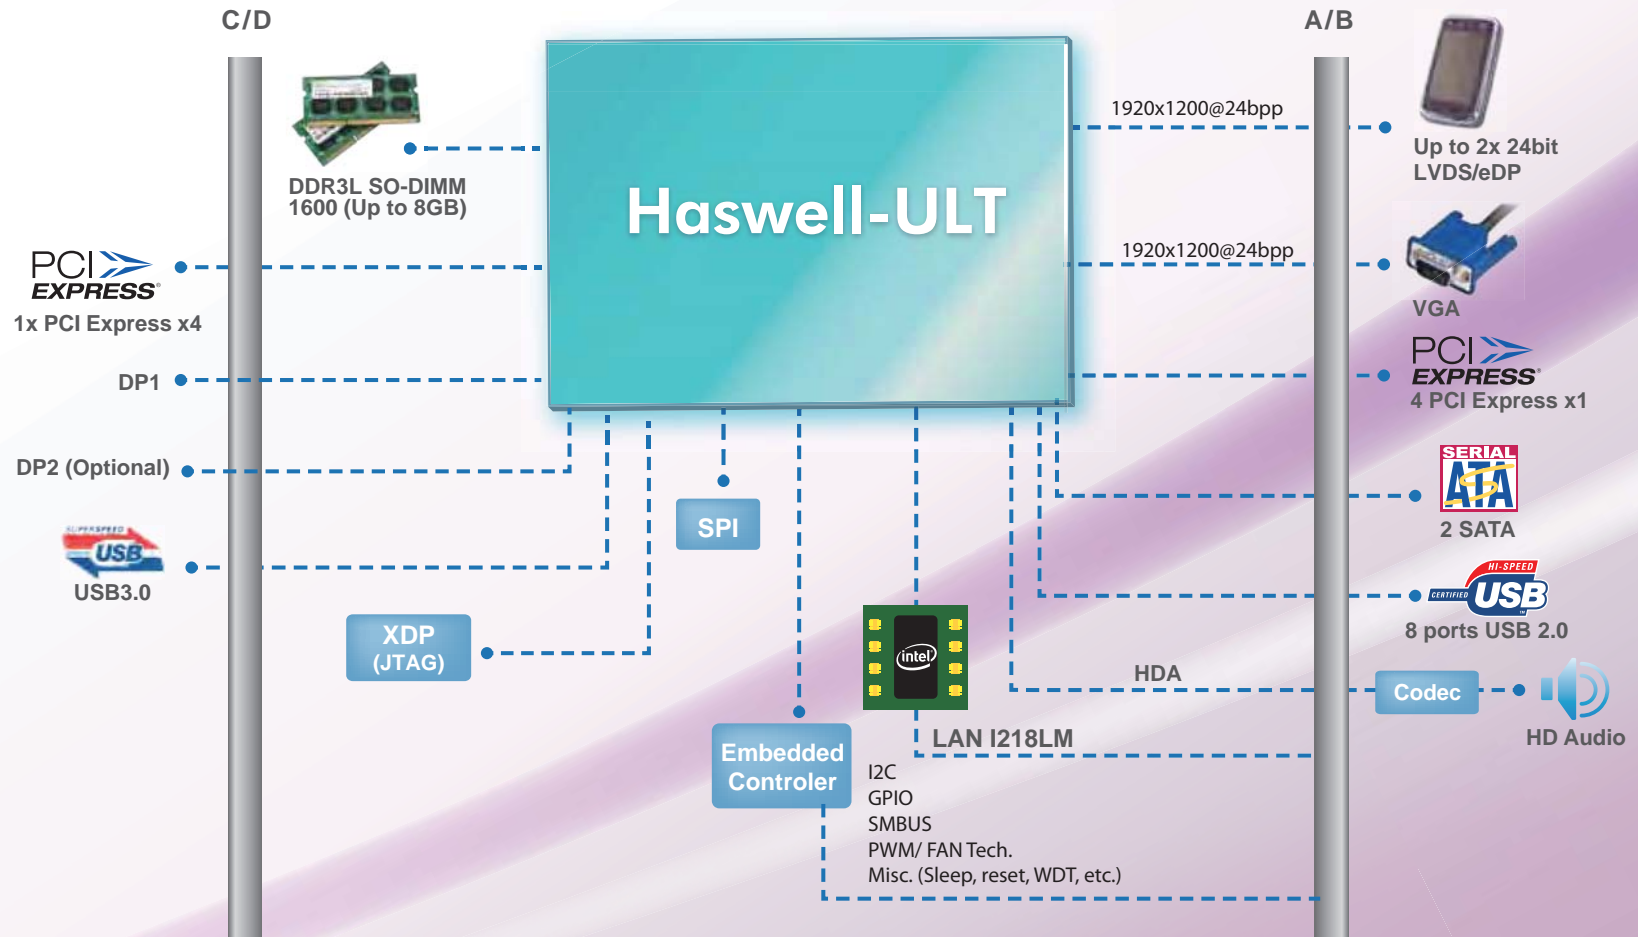 C/D
A/B
DDR3L SO-DIMM
1600 (Up to 8GB)
Haswell-ULT
1920x1200@24bpp
Up to 2x 24bit
LVDS/eDP
PCI
EXPRESS®
1x PCI Express x4
1920x1200@24bpp
VGA
DP1
PCI
EXPRESS®
4 PCI Express x1
DP2 (Optional)
SERIAL
ATA
2 SATA
SPI
SUPERSPEED
USB
USB3.0
HI-SPEED
CERTIFIED
USB
™
8 ports USB 2.0
XDP
(JTAG)
intel
HDA
Codec
HD Audio
LAN I218LM
Embedded
Controler
I2C
GPIO
SMBUS
PWM/ FAN Tech.
Misc. (Sleep, reset, WDT, etc.)